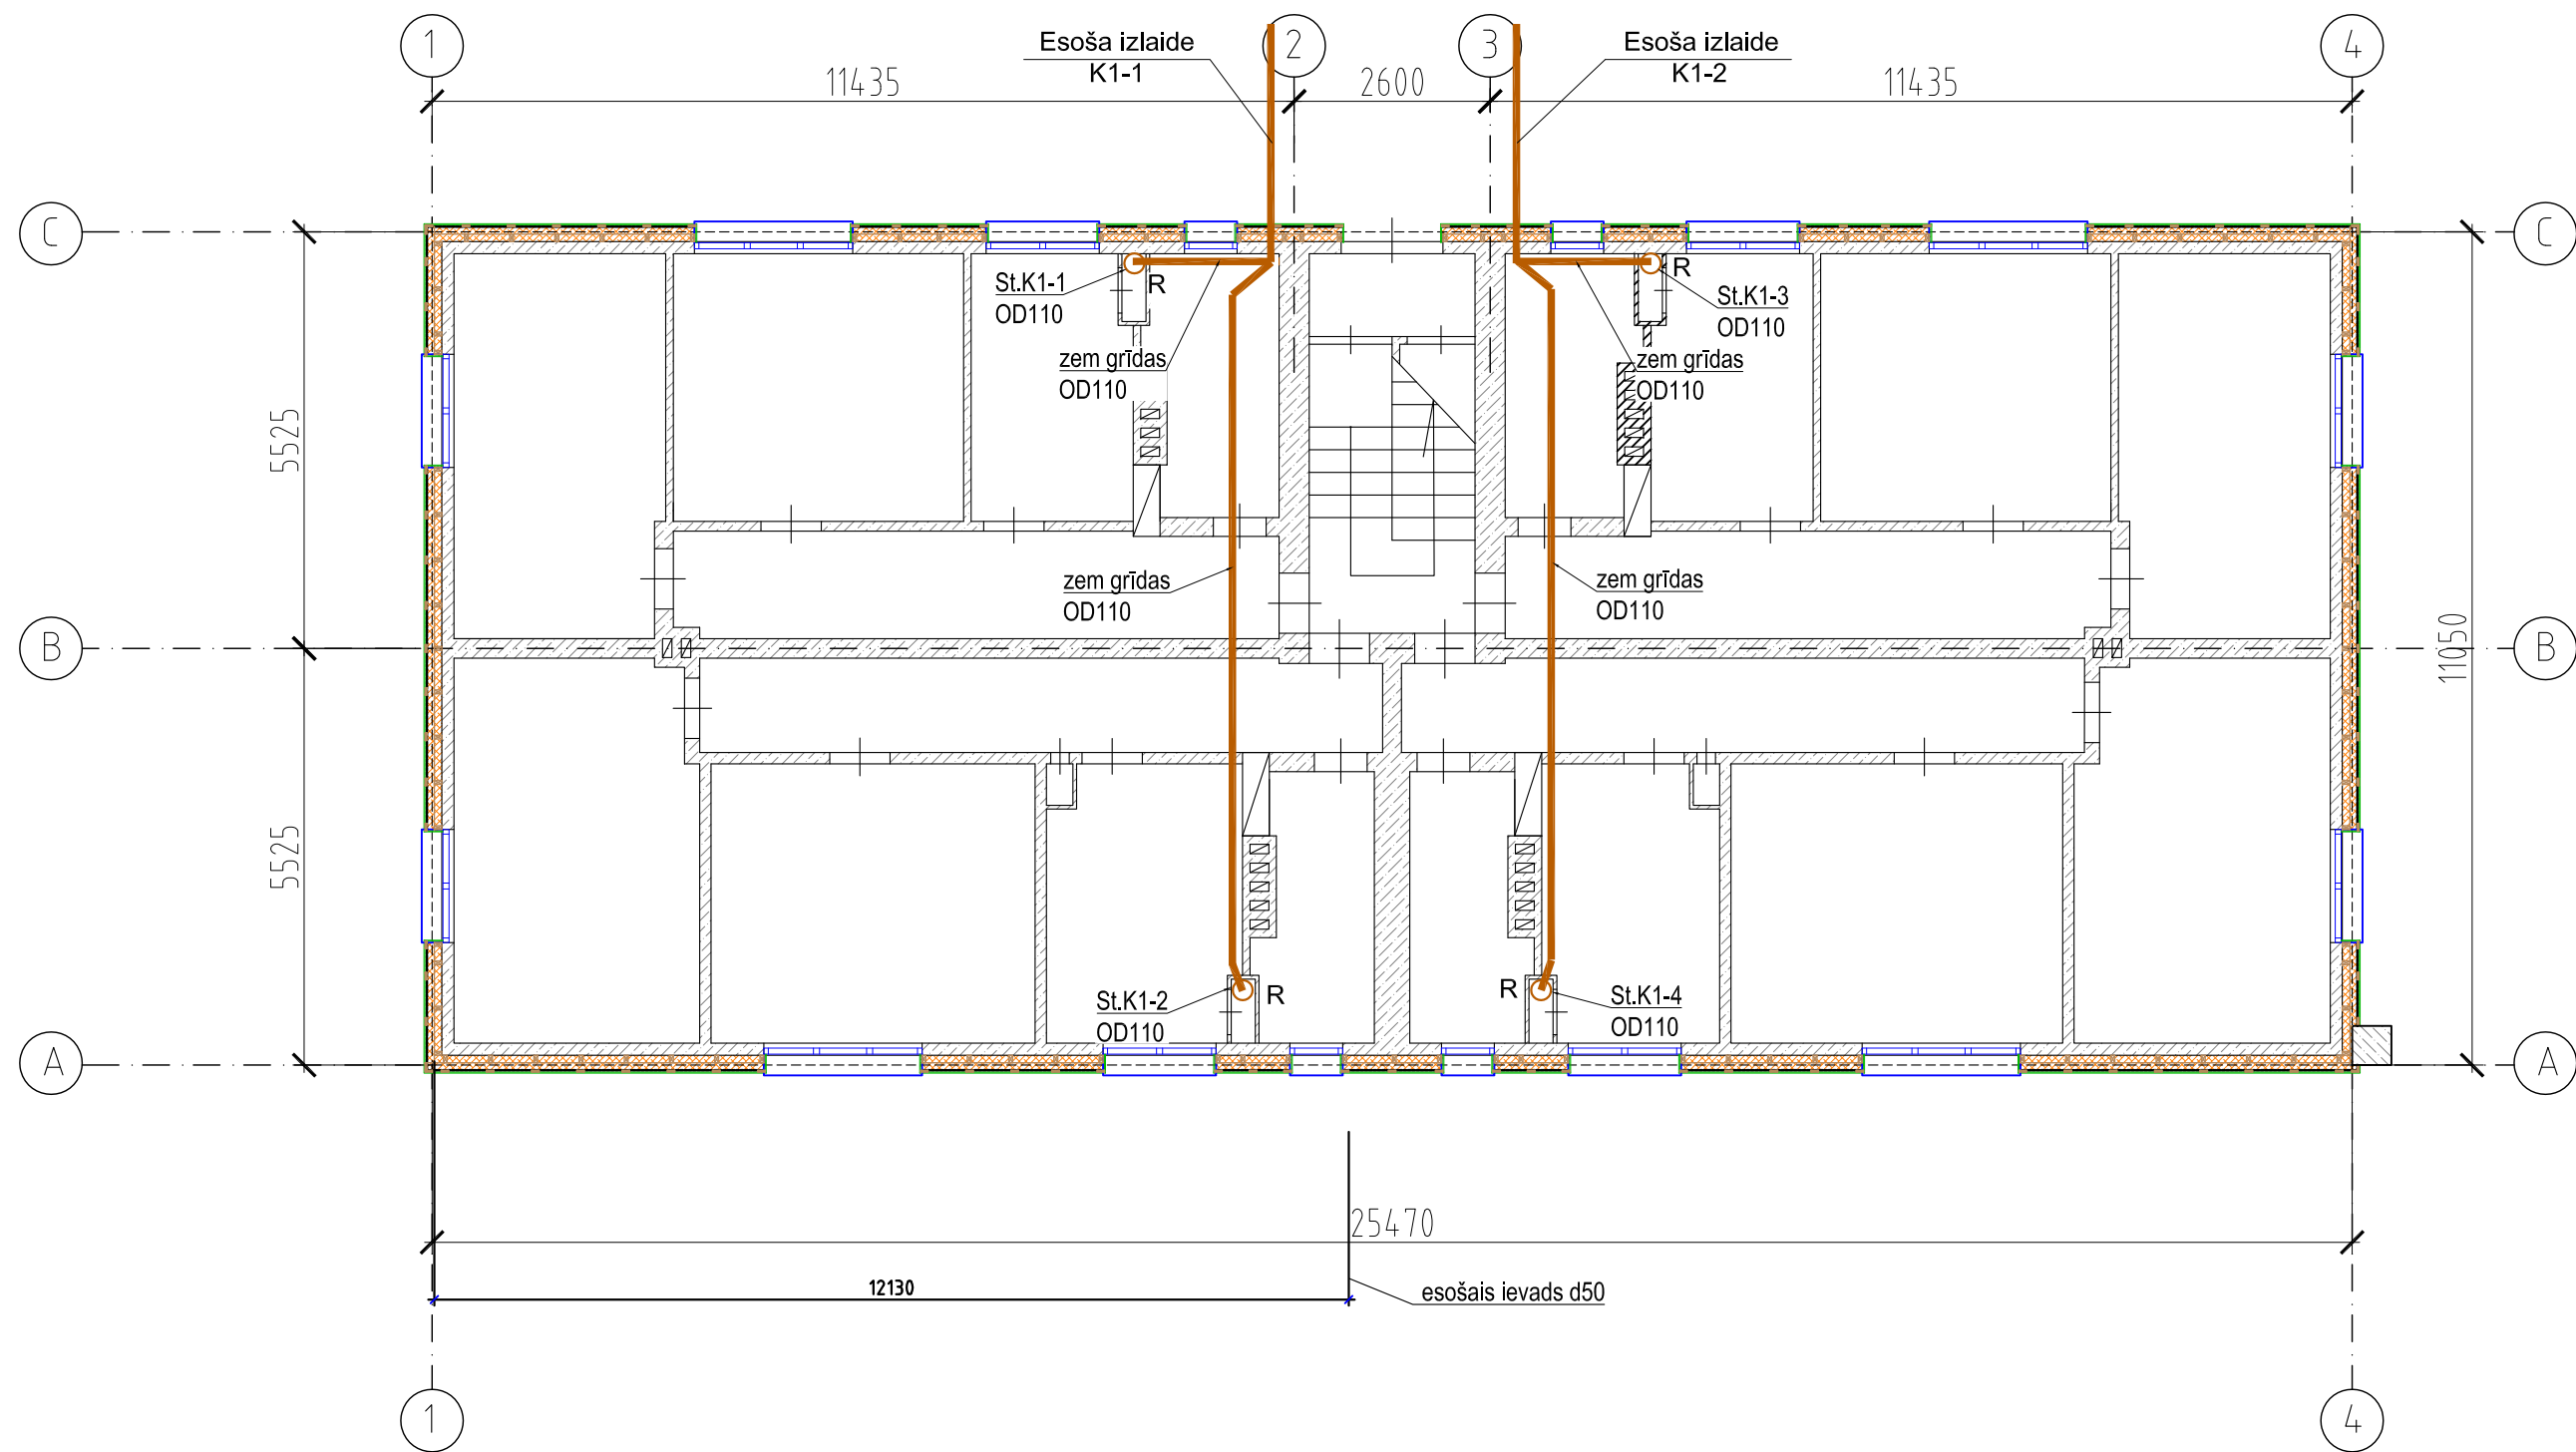 1
2
3
4
Esoša izlaide
K1-1
Esoša izlaide
K1-2
11435
2600
11435
C
C
St.K1-1
OD110
R
R
St.K1-3
OD110
zem grīdas
OD110
zem grīdas
OD110
5525
zem grīdas
OD110
zem grīdas
OD110
B
B
11050
5525
St.K1-2
OD110
R
R
St.K1-4
OD110
A
A
25470
12130
esošais ievads d50
1
4